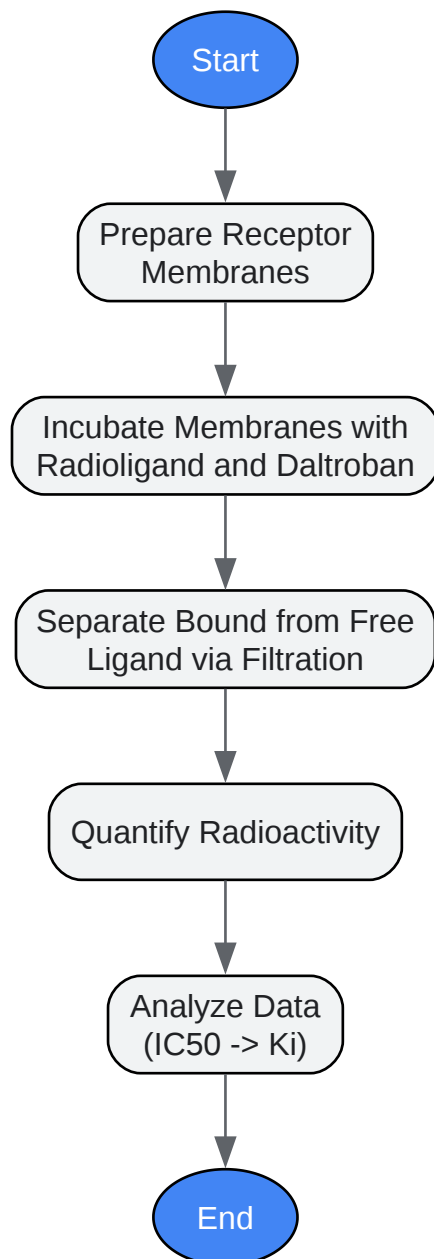 Start
Prepare Receptor
Membranes
Incubate Membranes with
Radioligand and Daltroban
Separate Bound from Free
Ligand via Filtration
Quantify Radioactivity
Analyze Data
(IC50 -> Ki)
End